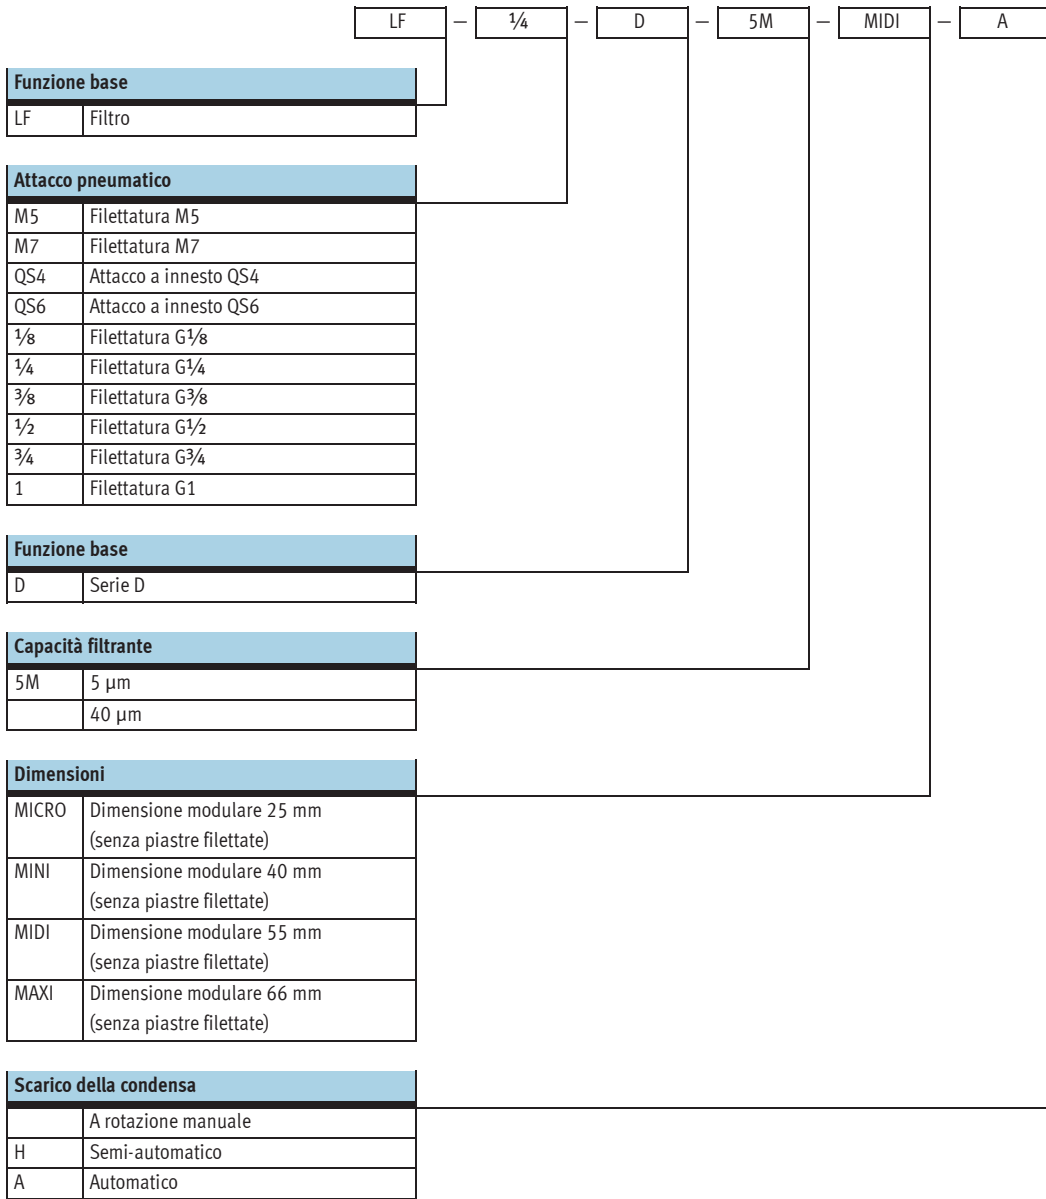 LF – ¼ – D – 5M – MIDI – A
Funzione base
LF Filtro
Attacco pneumatico
M5 Filettatura M5
M7 Filettatura M7
QS4 Attacco a innesto QS4
QS6 Attacco a innesto QS6
⅛ Filettatura G⅛
¼ Filettatura G¼
⅜ Filettatura G⅜
½ Filettatura G½
¾ Filettatura G¾
1 Filettatura G1
Funzione base
D Serie D
Capacità filtrante
5M 5 µm
40 µm
Dimensioni
MICRO Dimensione modulare 25 mm
(senza piastre filettate)
MINI Dimensione modulare 40 mm
(senza piastre filettate)
MIDI Dimensione modulare 55 mm
(senza piastre filettate)
MAXI Dimensione modulare 66 mm
(senza piastre filettate)
Scarico della condensa
A rotazione manuale
H Semi-automatico
A Automatico